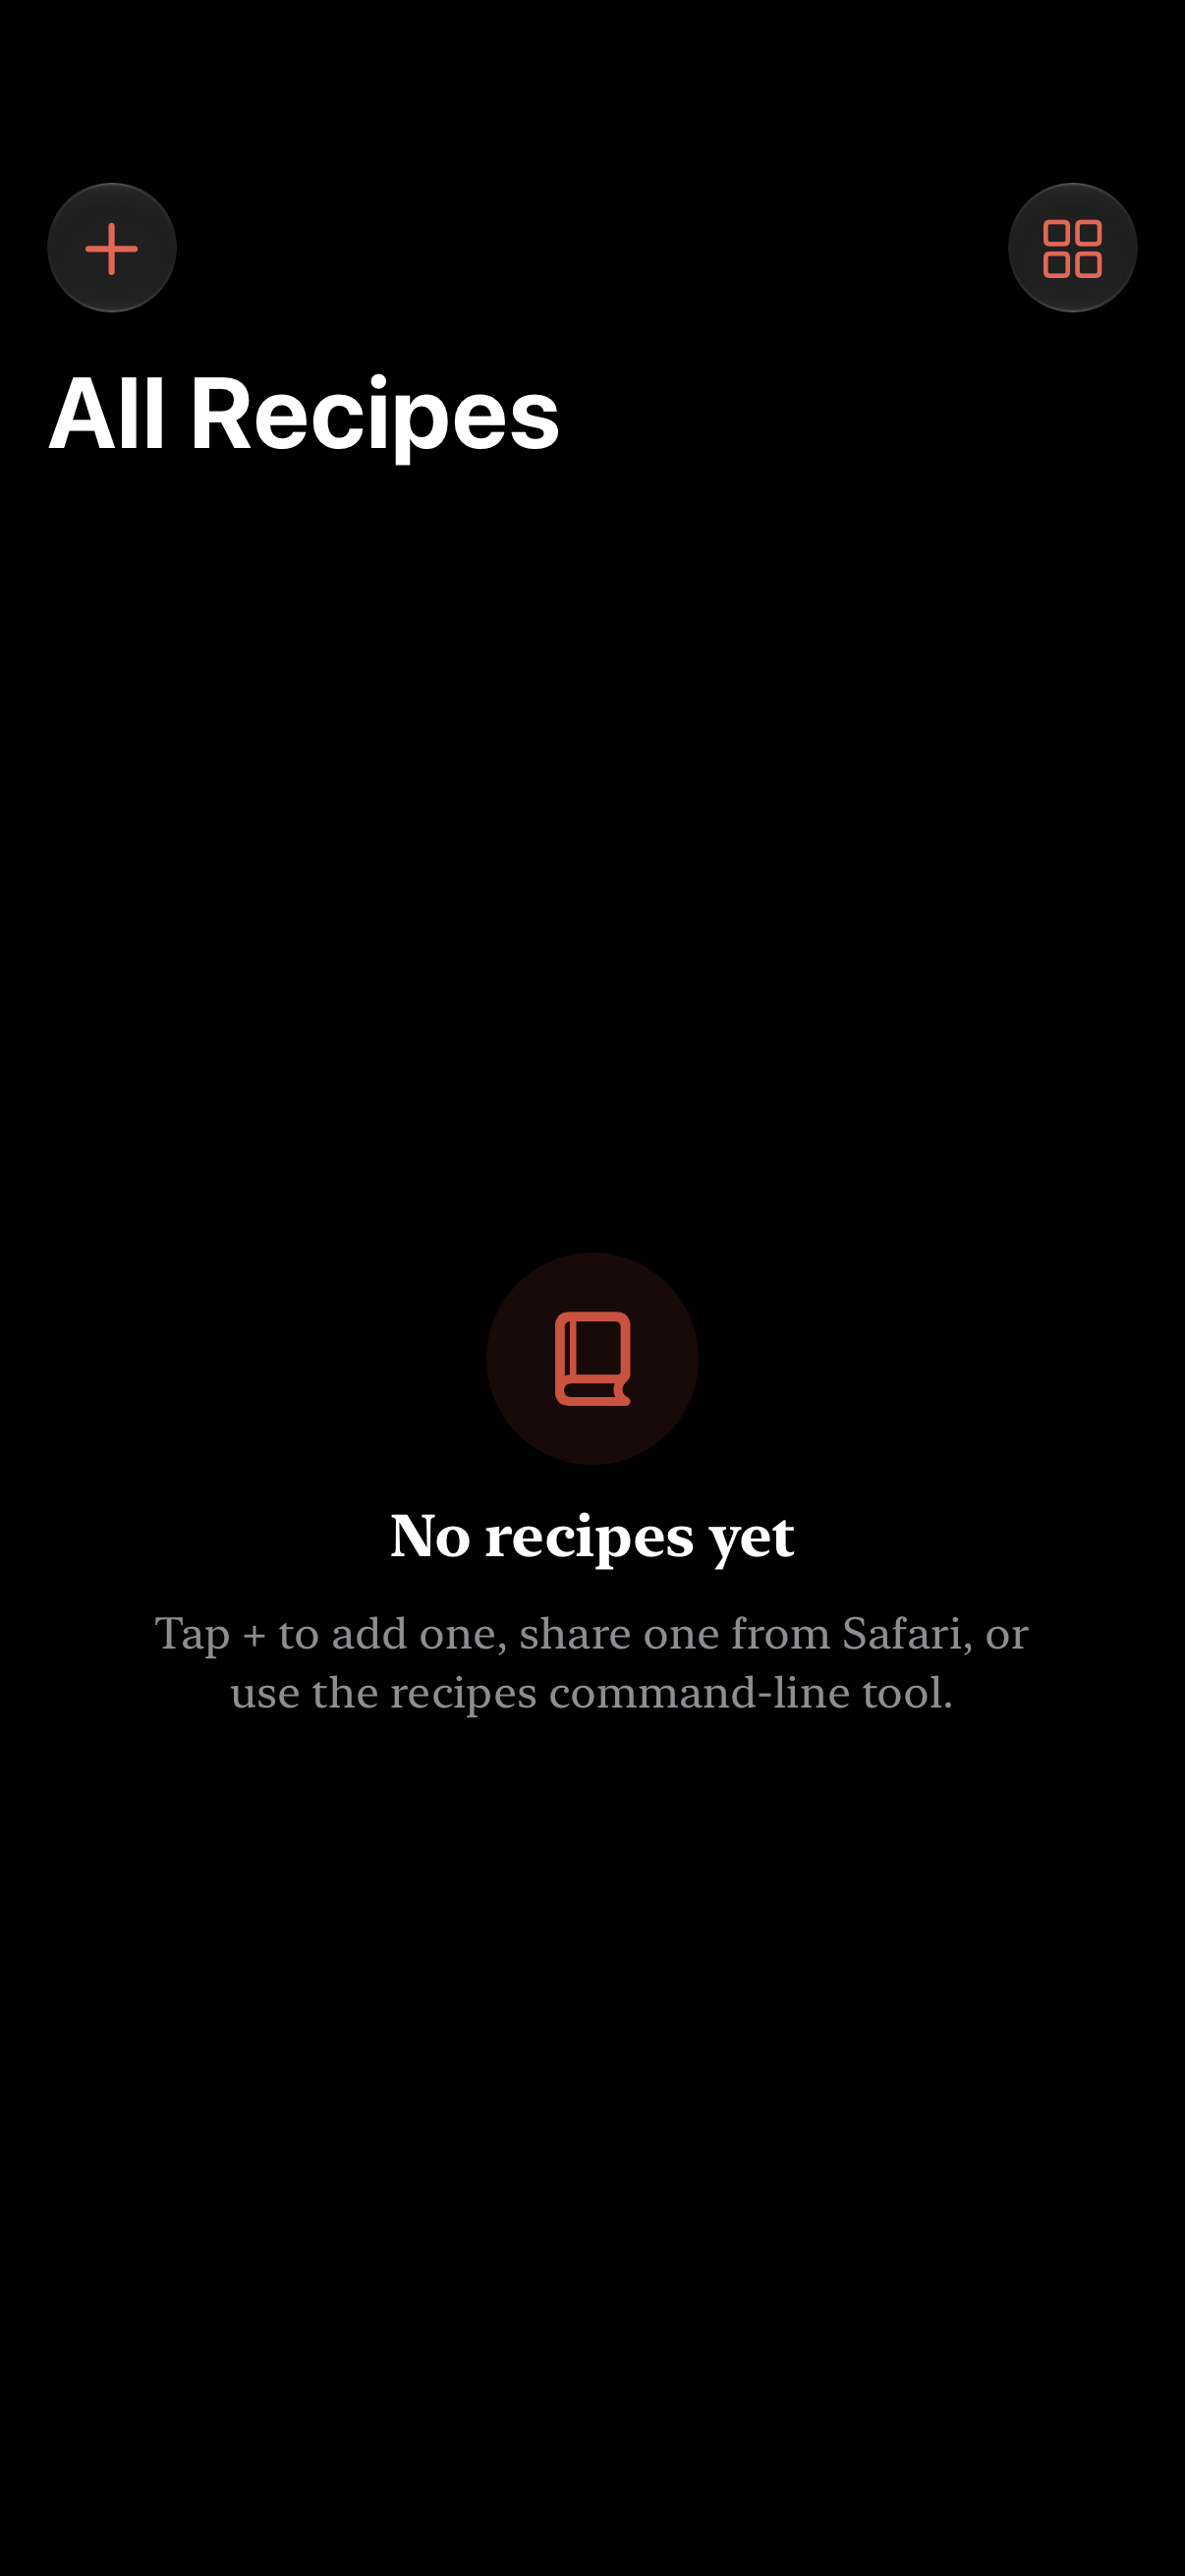 All Recipes
No recipes yet
Tap + to add one, share one from Safari, or
use the recipes command-line tool.